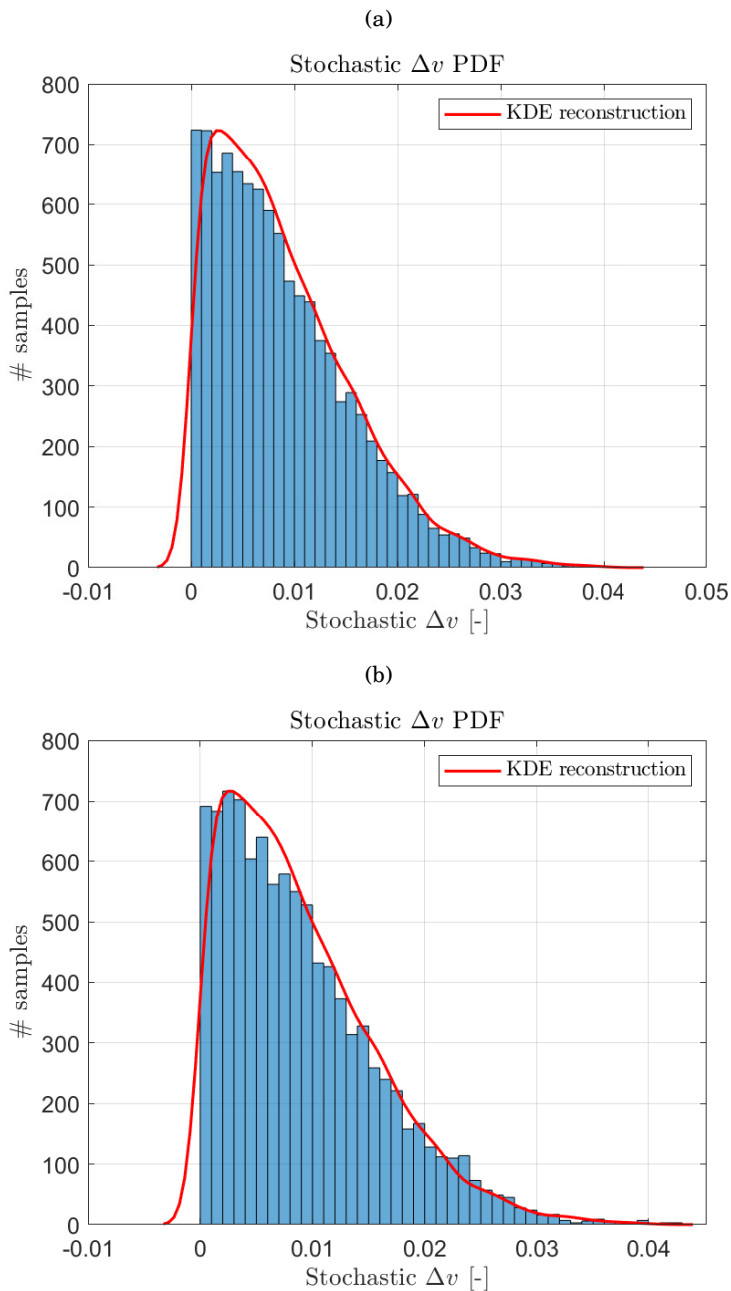 (a)
Stochastic Δv PDF
KDE reconstruction
800
700
600
500
400
300
200
100
0
# samples
-0.01 0 0.01 0.02 0.03 0.04 0.05
Stochastic Δv [-]
(b)
Stochastic Δv PDF
KDE reconstruction
800
700
600
500
400
300
200
100
0
# samples
-0.01 0 0.01 0.02 0.03 0.04
Stochastic Δv [-]